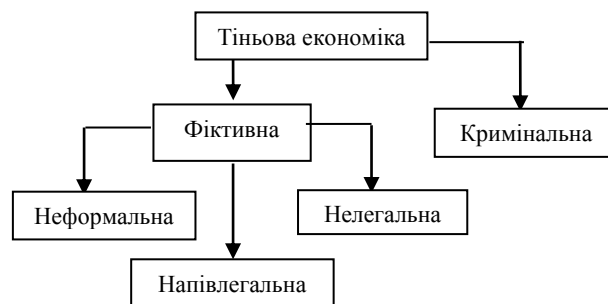 Тіньова економіка
Фіктивна
Кримінальна
Неформальна
Нелегальна
Напівлегальна